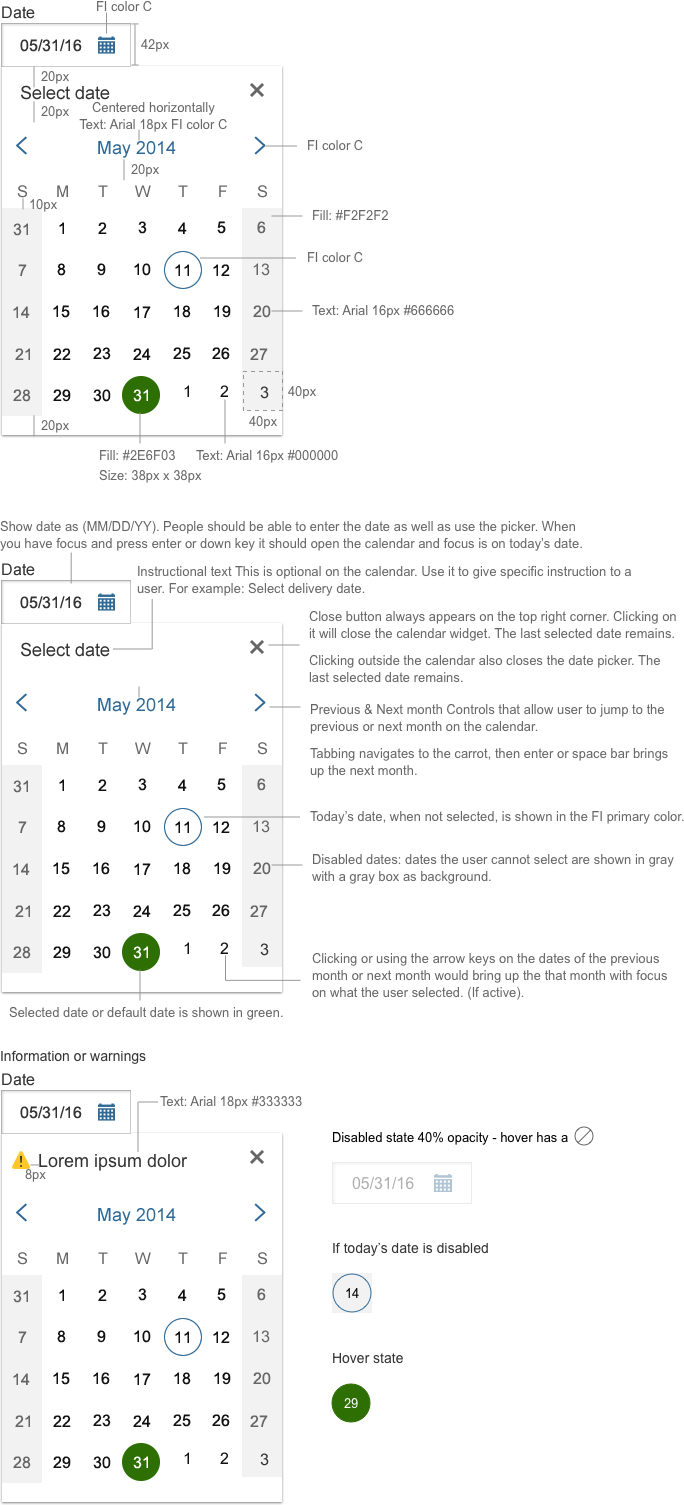 FI color C
Date
05/31/16
42px
20px
Select date
20px
Centered horizontally
Text: Arial 18px FI color C
May 2014
FI color C
20px
S M T W T F S
10px
31 1 2 3 4 5 6
Fill: #F2F2F2
7 8 9 10 11 12 13
FI color C
14 15 16 17 18 19 20
Text: Arial 16px #666666
21 22 23 24 25 26 27
28 29 30 31 1 2 3
40px
20px
40px
Fill: #2E6F03
Text: Arial 16px #000000
Size: 38px x 38px
Show date as (MM/DD/YY). People should be able to enter the date as well as use the picker. When
you have focus and press enter or down key it should open the calendar and focus is on today's date.
Date
Instructional text This is optional on the calendar. Use it to give specific instruction to a
user. For example: Select delivery date.
05/31/16
Select date
Close button always appears on the top right corner. Clicking on
it will close the calendar widget. The last selected date remains.
Clicking outside the calendar also closes the date picker. The
last selected date remains.
May 2014
Previous & Next month Controls that allow user to jump to the
previous or next month on the calendar.
Tabbing navigates to the carrot, then enter or space bar brings
up the next month.
S M T W T F S
31 1 2 3 4 5 6
7 8 9 10 11 12 13
Today's date, when not selected, is shown in the FI primary color.
14 15 16 17 18 19 20
Disabled dates: dates the user cannot select are shown in gray
with a gray box as background.
21 22 23 24 25 26 27
28 29 30 31 1 2 3
Clicking or using the arrow keys on the dates of the previous
month or next month would bring up the that month with focus
on what the user selected. (If active).
Selected date or default date is shown in green.
Information or warnings
Date
05/31/16
Text: Arial 18px #333333
Lorem ipsum dolor
8px
May 2014
S M T W T F S
31 1 2 3 4 5 6
7 8 9 10 11 12 13
14 15 16 17 18 19 20
21 22 23 24 25 26 27
28 29 30 31 1 2 3
Disabled state 40% opacity - hover has a
05/31/16
If today's date is disabled
14
Hover state
29